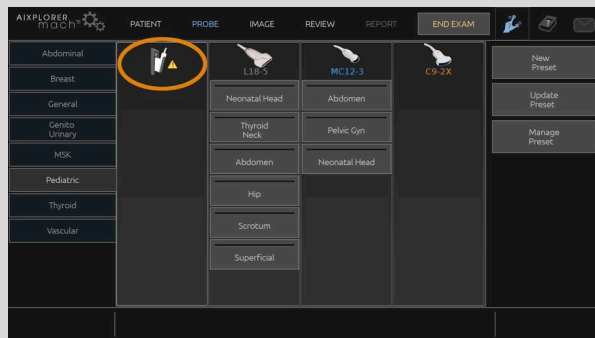 AIXPLORER
mach
PATIENT PROBE IMAGE REVIEW REPORT END EXAM
Abdominal
Breast
General
Genito
Urinary
MSK
Pediatric
Thyroid
Vascular
L18-5
Neonatal Head
Thyroid
Neck
Abdomen
Hip
Scrotum
Superficial
MC12-3
Abdomen
Pelvic Gyn
Neonatal Head
C9-2X
New
Preset
Update
Preset
Manage
Preset